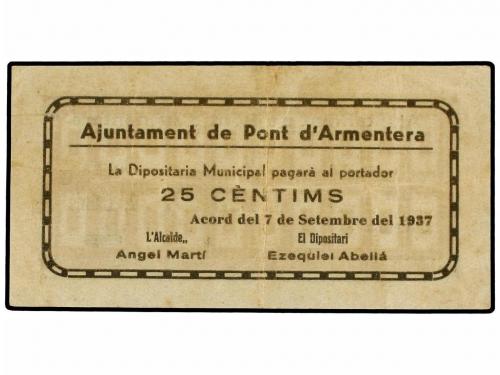 Ajuntament de Pont d'Armentera
La Dipositaria Municipal pagarà al portador
25 CÈNTIMS
Acord del 7 de Setembre del 1937
L'Alcalde,, El Dipositari
Angel Martí Ezequiel Abellá